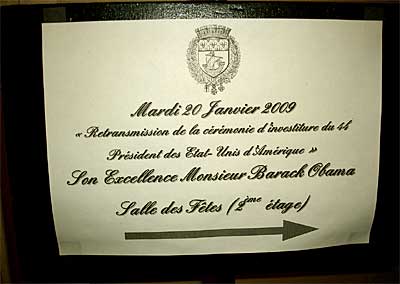 Mardi 20 Janvier 2009
« Retransmission de la cérémonie d'investiture du 44
Président des Etat-Unis d'Amérique »
Son Excellence Monsieur Barack Obama
Salle des Fêtes (2ème étage)